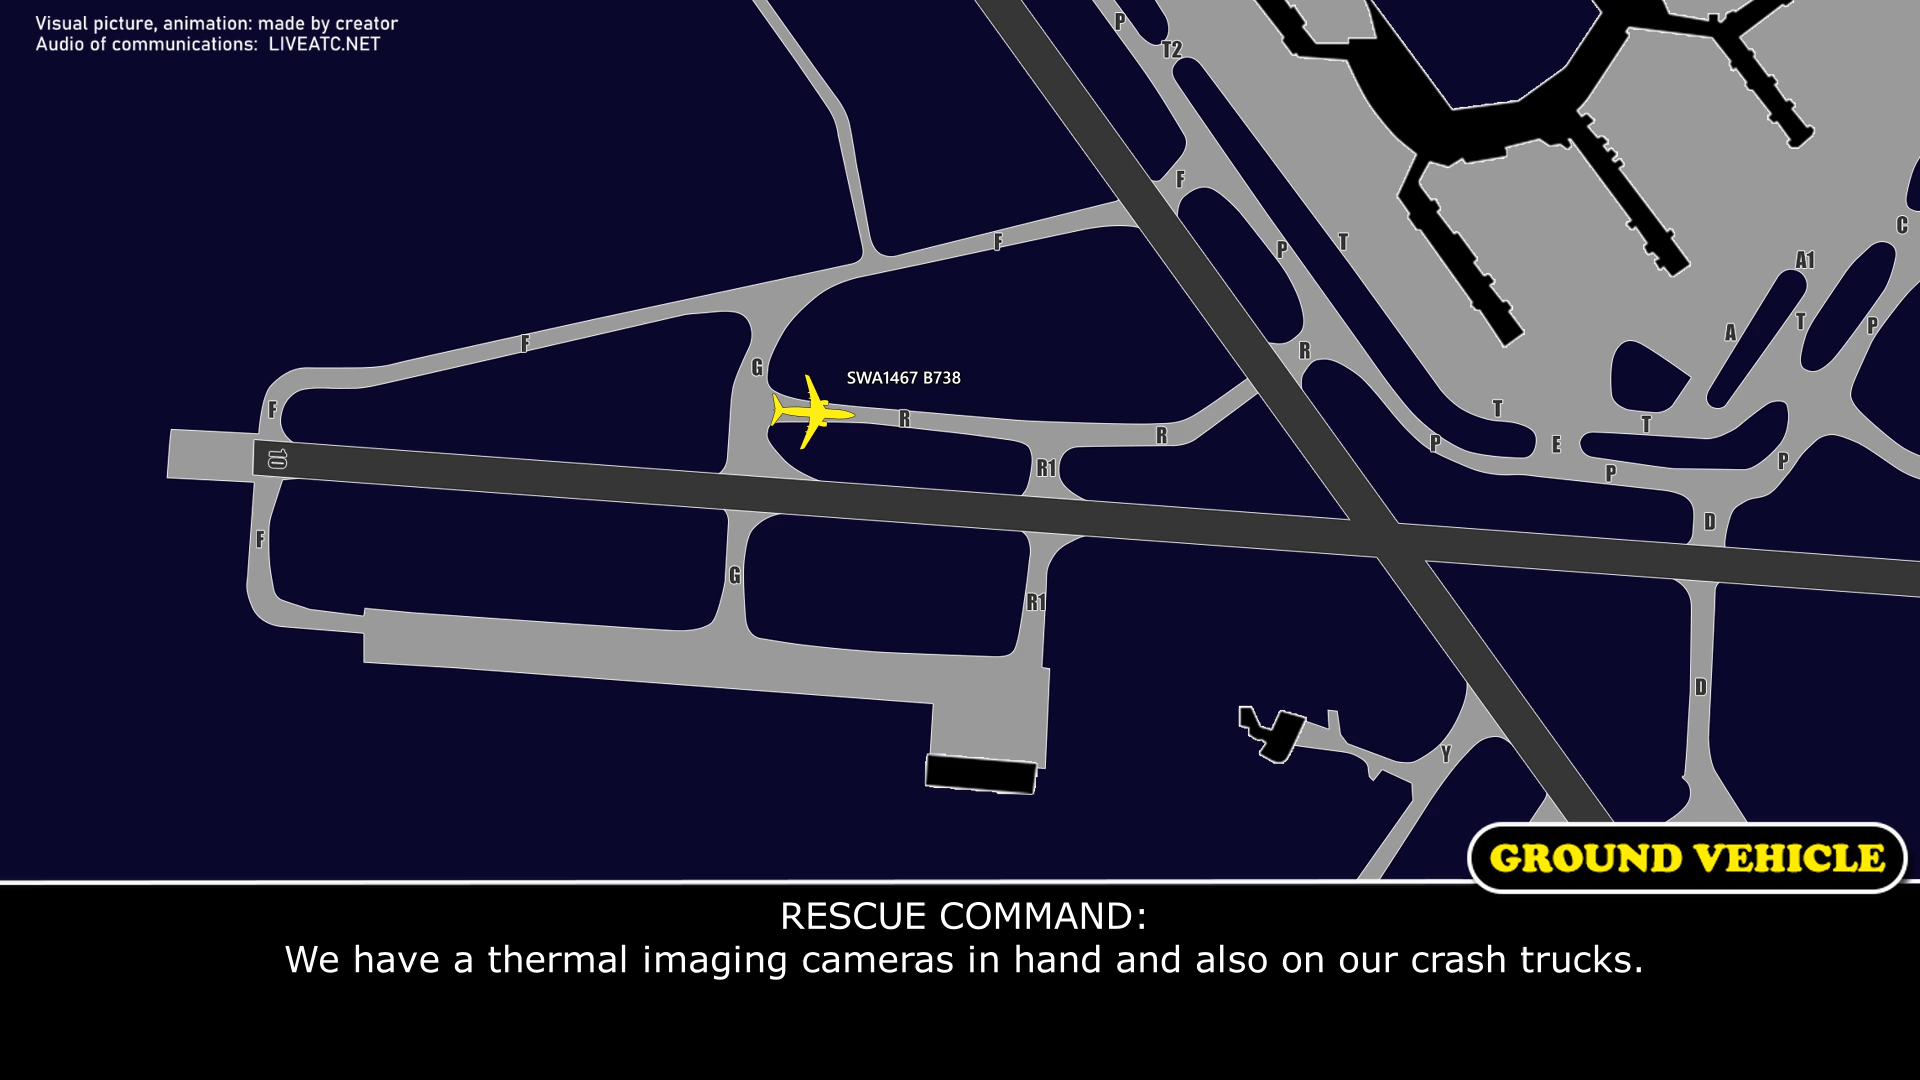 Visual picture, animation: made by creator
Audio of communications: LIVEATC.NET
P
T2
F
C
F
P
T
A1
A
T
P
F
R
G
SWA1467 B738
F
R
R
T
T
P
E
P
P
10
R1
D
F
G
R1
D
Y
GROUND VEHICLE
RESCUE COMMAND:
We have a thermal imaging cameras in hand and also on our crash trucks.